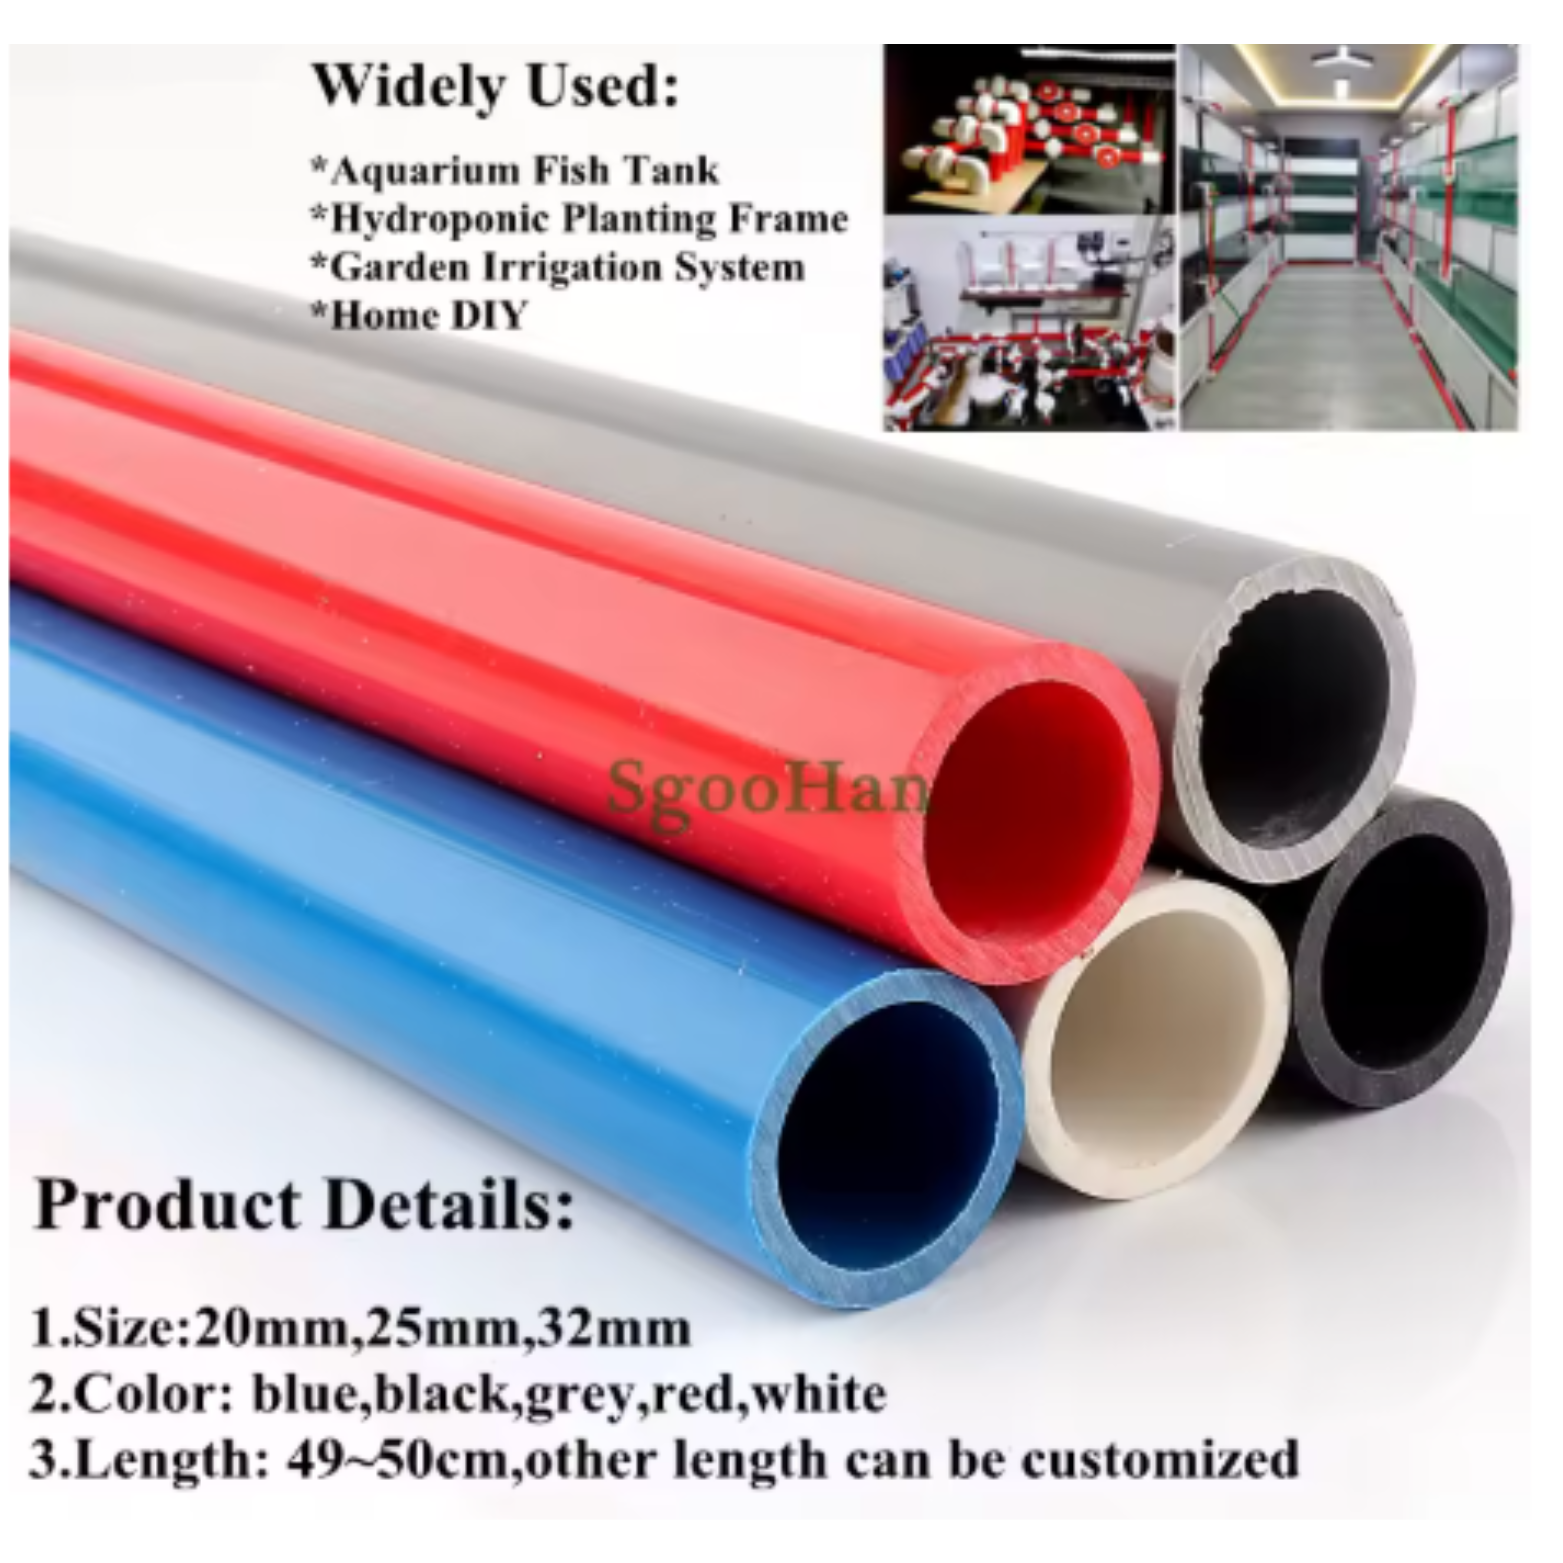 Widely Used:
*Aquarium Fish Tank
*Hydroponic Planting Frame
*Garden Irrigation System
*Home DIY
SgooHan
Product Details:
1.Size:20mm,25mm,32mm
2.Color: blue,black,grey,red,white
3.Length: 49~50cm,other length can be customized